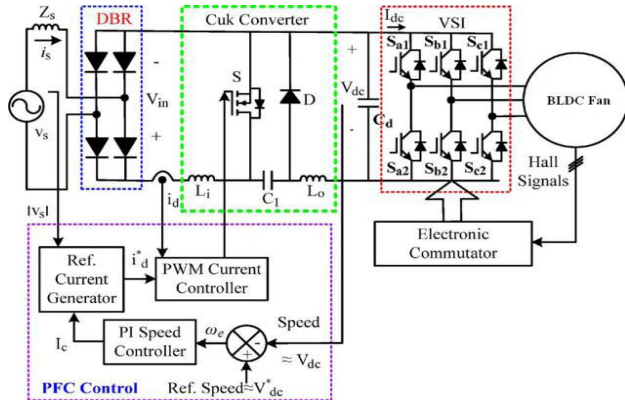 Zs
is
vs
DBR
-
Vin
+
Cuk Converter
S
D
Li
C1
Lo
+
Vdc
Cd
-
Idc
VSI
Sa1
Sb1
Sc1
Sa2
Sb2
Sc2
BLDC Fan
Hall
Signals
Electronic
Commutator
|vs|
id
Ref.
Current
Generator
i*d
PWM Current
Controller
Ic
PI Speed
Controller
ωe
-
+
Speed
≈ Vdc
Ref. Speed≈V*dc
PFC Control